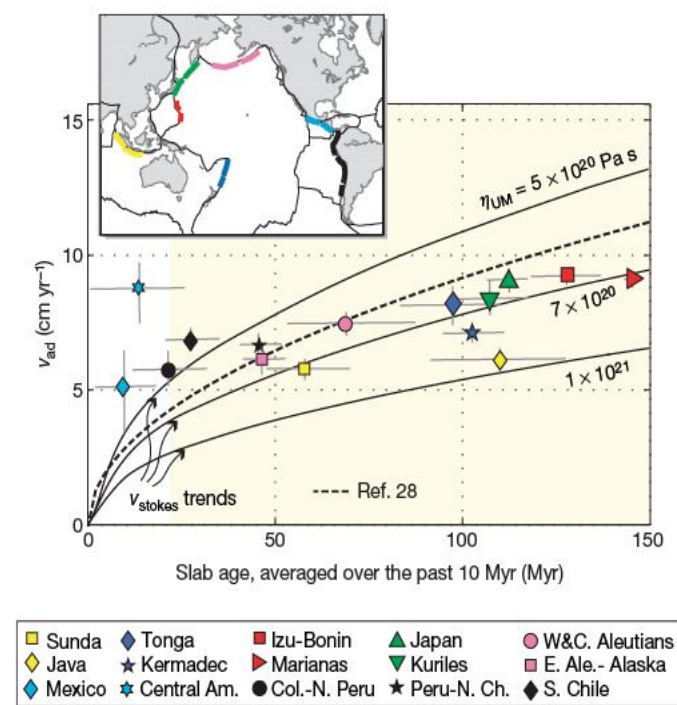 15
10
5
0
v_ad (cm yr⁻¹)
η_UM = 5 × 10²⁰ Pa s
7 × 10²⁰
1 × 10²¹
v_stokes trends
Ref. 28
0
50
100
150
Slab age, averaged over the past 10 Myr (Myr)
Sunda Tonga Izu-Bonin Japan W&C. Aleutians
Java Kermadec Marianas Kuriles E. Ale.- Alaska
Mexico Central Am. Col.-N. Peru Peru-N. Ch. S. Chile